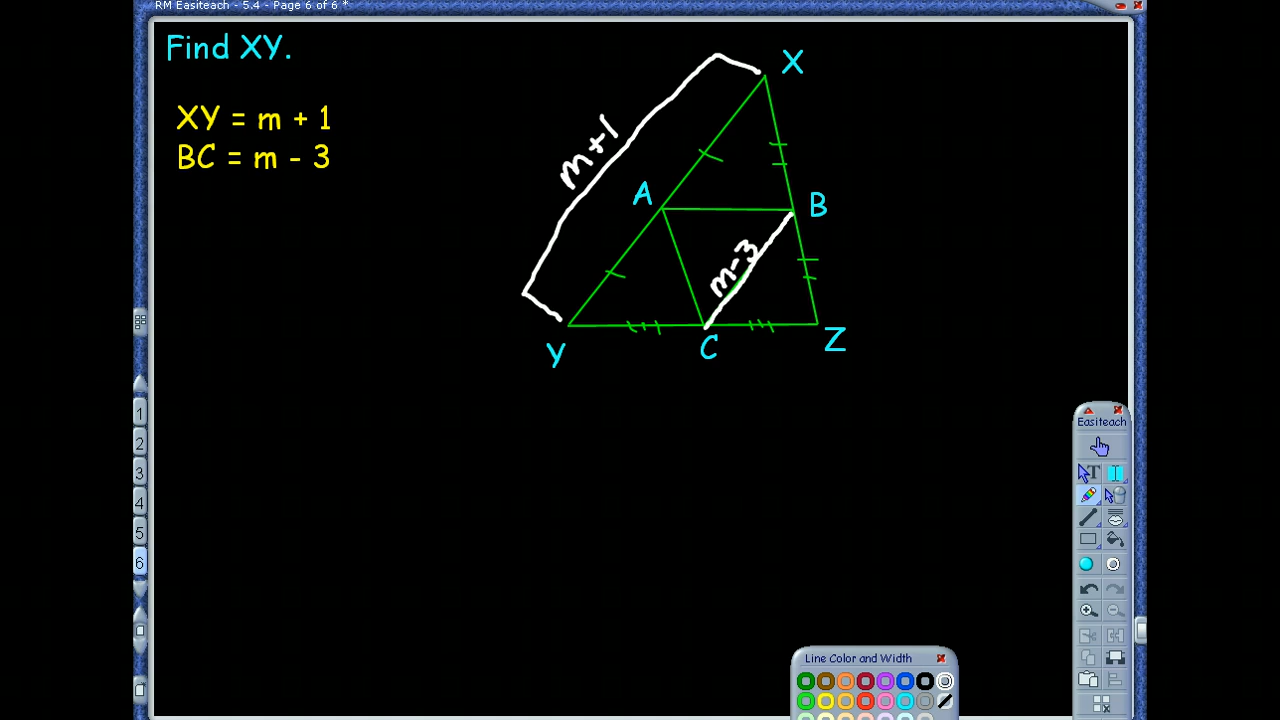 RM Easiteach - 5.4 - Page 6 of 6 *
Find XY.
XY = m + 1
BC = m - 3
X
m+1
A
B
m-3
Y
C
Z
1
2
3
4
5
6
Easiteach
T
Line Color and Width